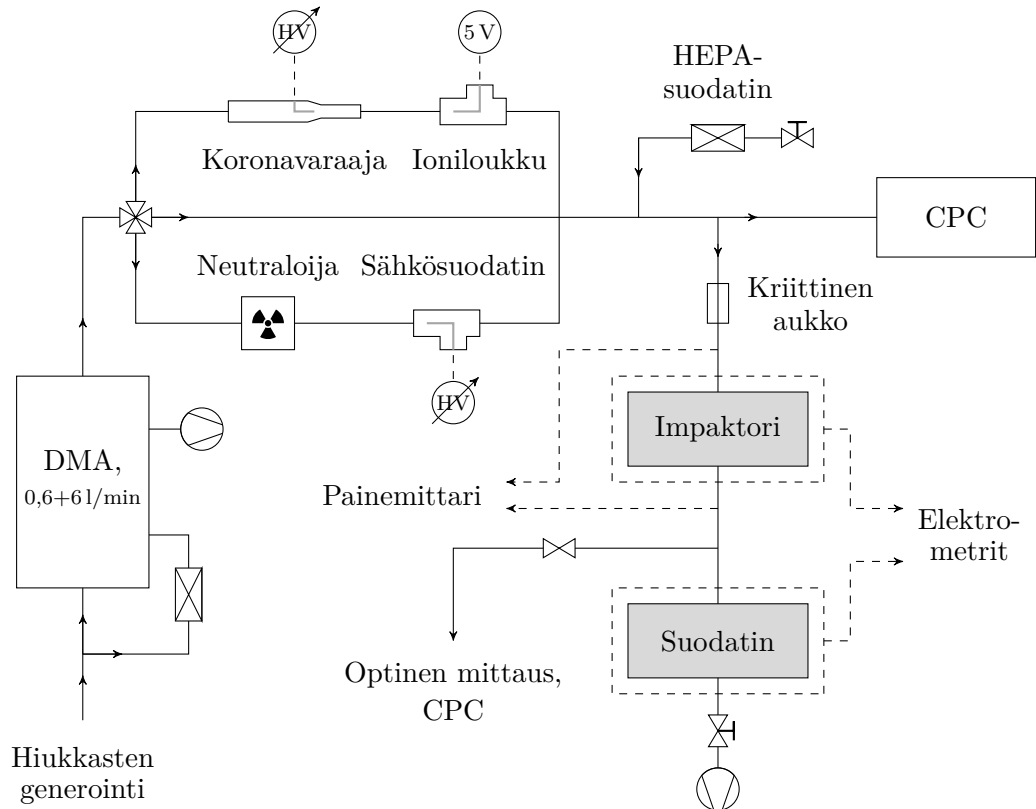 HV
5 V
HEPA-
suodatin
Koronavaraaja
Ioniloukku
CPC
Neutraloija
Sähkösuodatin
Kriittinen
aukko
HV
DMA,
0,6+6 l/min
Impaktori
Painemittari
Elektro-
metrit
Suodatin
Optinen mittaus,
CPC
Hiukkasten
generointi